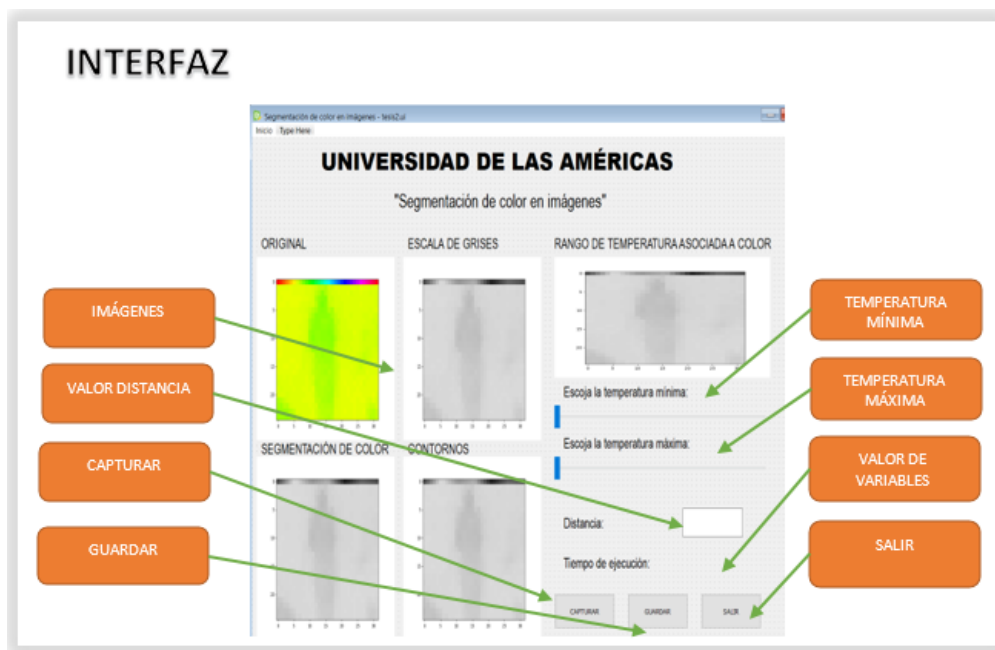 INTERFAZ
Segmentación de color en imágenes - tesis2.ui
Inicio Type Here
UNIVERSIDAD DE LAS AMÉRICAS
"Segmentación de color en imágenes"
ORIGINAL
ESCALA DE GRISES
RANGO DE TEMPERATURA ASOCIADA A COLOR
IMÁGENES
VALOR DISTANCIA
CAPTURAR
GUARDAR
TEMPERATURA
MÍNIMA
TEMPERATURA
MÁXIMA
VALOR DE
VARIABLES
SALIR
Escoja la temperatura mínima:
Escoja la temperatura máxima:
SEGMENTACIÓN DE COLOR
CONTORNOS
Distancia:
Tiempo de ejecución:
CAPTURAR
GUARDAR
SALIR